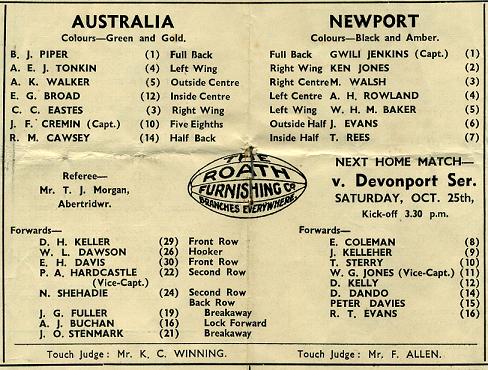 AUSTRALIA
Colours—Green and Gold.
B. J. PIPER (1) Full Back
A. E. J. TONKIN (4) Left Wing
A. K. WALKER (5) Outside Centre
E. G. BROAD (12) Inside Centre
C. C. EASTES (3) Right Wing
J. F. CREMIN (Capt.) (10) Five Eighths
R. M. CAWSEY (14) Half Back
NEWPORT
Colours—Black and Amber.
Full Back GWILI JENKINS (Capt.) (1)
Right Wing KEN JONES (2)
Right Centre M. WALSH (3)
Left Centre A. H. ROWLAND (4)
Left Wing W. H. M. BAKER (5)
Outside Half J. EVANS (6)
Inside Half T. REES (7)
Referee—
Mr. T. J. Morgan,
Abertridwr.
THE
ROATH
FURNISHING Co
BRANCHES EVERYWHERE.
NEXT HOME MATCH—
v. Devonport Ser.
SATURDAY, OCT. 25th,
Kick-off 3.30 p.m.
Forwards—
D. H. KELLER (29) Front Row
W. L. DAWSON (26) Hooker
E. H. DAVIS (30) Front Row
P. A. HARDCASTLE (22) Second Row
(Vice-Capt.)
N. SHEHADIE (24) Second Row
Back Row
J. G. FULLER (19) Breakaway
A. J. BUCHAN (16) Lock Forward
J. O. STENMARK (21) Breakaway
Forwards—
E. COLEMAN (8)
J. KELLEHER (9)
T. STERRY (10)
W. G. JONES (Vice-Capt.) (11)
D. KELLY (12)
D. DANDO (14)
PETER DAVIES (15)
R. T. EVANS (16)
Touch Judge: Mr. K. C. WINNING.
Touch Judge: Mr. F. ALLEN.